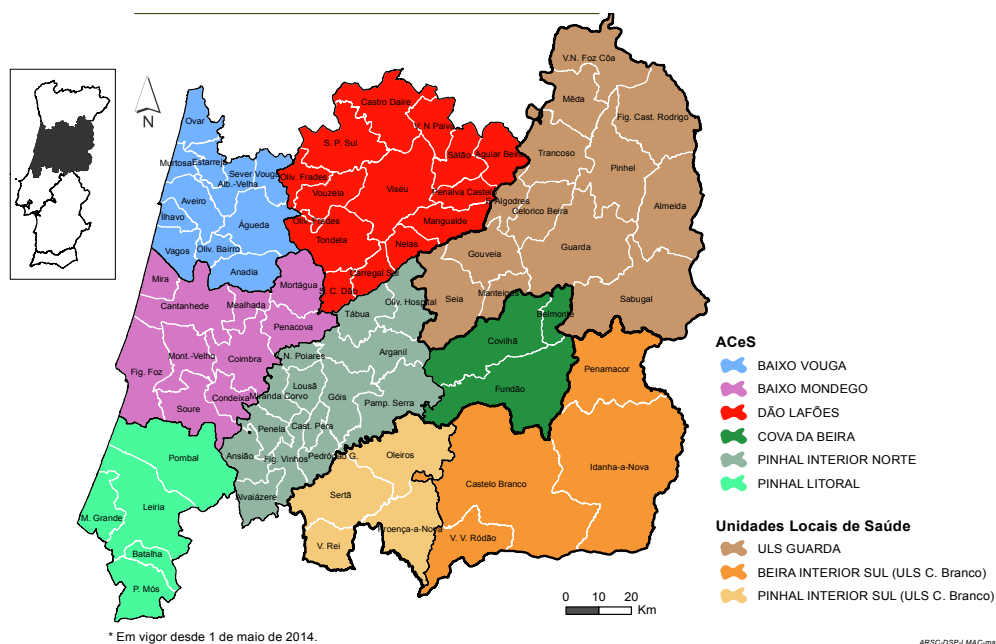 V.N. Foz Côa
Mêda
Fig. Cast. Rodrigo
Castro Daire
N
Ovar
V. N Paiva
S. P. Sul
Trancoso
Pinhel
Murtosa
Estarreja
Satão
Aguiar Beira
Sever Vouga
Alb.-Velha
Oliv. Frades
Vouzela
Viseu
Penalva Castelo
Aveiro
F. Algodres
Almeida
Ílhavo
Celorico Beira
Águeda
Oliv. Frades
Mangualde
Tondela
Nelas
Guarda
Vagos
Oliv. Bairro
Gouveia
Anadia
Carregal Sal
Mira
Mortágua
S. C. Dão
Seia
Manteigas
Sabugal
Cantanhede
Mealhada
Oliv. Hospital
Tábua
Belmonte
Penacova
Covilhã
Mont.-Velho
Coimbra
V. N. Poiares
Arganil
Penamacor
Fig. Foz
Lousã
Fundão
Condeixa
Miranda Corvo
Góis
Pamp. Serra
Soure
Penela
Cast. Pêra
Pombal
Ansião
Fig. Vinhos
Pedrógão G.
Oleiros
Idanha-a-Nova
Alvaiázere
Sertã
Castelo Branco
Leiria
M. Grande
Proença-a-Nova
V. Rei
V. V. Ródão
Batalha
P. Mós
0 10 20
Km
ACeS
BAIXO VOUGA
BAIXO MONDEGO
DÃO LAFÕES
COVA DA BEIRA
PINHAL INTERIOR NORTE
PINHAL LITORAL
Unidades Locais de Saúde
ULS GUARDA
BEIRA INTERIOR SUL (ULS C. Branco)
PINHAL INTERIOR SUL (ULS C. Branco)
* Em vigor desde 1 de maio de 2014.